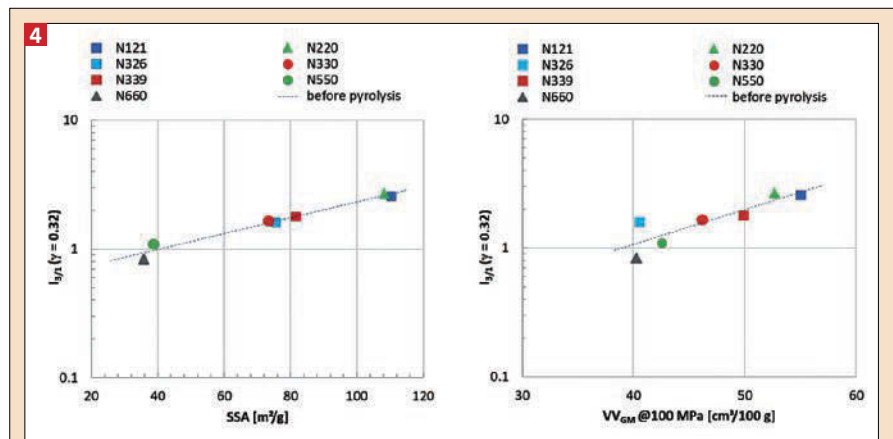 4
N121
N220
N326
N330
N339
N550
N660
before pyrolysis
10
1
0.1
I3/1 (γ = 0.32)
20 40 60 80 100 120
SSA [m²/g]
N121
N220
N326
N330
N339
N550
N660
before pyrolysis
10
1
0.1
I3/1 (γ = 0.32)
30 40 50 60
VVGM @100 MPa [cm³/100 g]